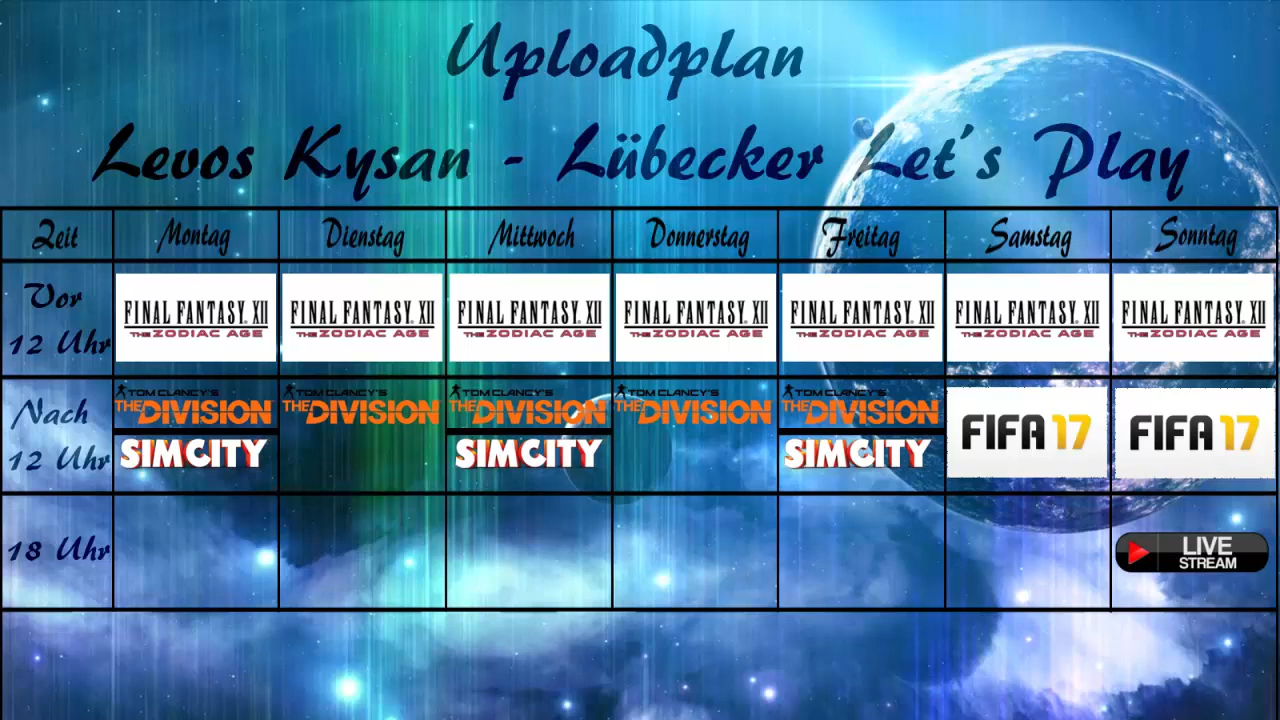 Uploadplan
Levos Kysan - Lübecker Let's Play
Zeit Montag Dienstag Mittwoch Donnerstag Freitag Samstag Sonntag
Vor
12 Uhr
FINAL FANTASY XII FINAL FANTASY XII FINAL FANTASY XII FINAL FANTASY XII FINAL FANTASY XII FINAL FANTASY XII FINAL FANTASY XII
THE ZODIAC AGE THE ZODIAC AGE THE ZODIAC AGE THE ZODIAC AGE THE ZODIAC AGE THE ZODIAC AGE THE ZODIAC AGE
Nach
12 Uhr
TOM CLANCY'S TOM CLANCY'S TOM CLANCY'S TOM CLANCY'S TOM CLANCY'S
THE DIVISION THE DIVISION THE DIVISION THE DIVISION THE DIVISION FIFA 17 FIFA 17
SIMCITY SIMCITY SIMCITY
18 Uhr
LIVE
STREAM